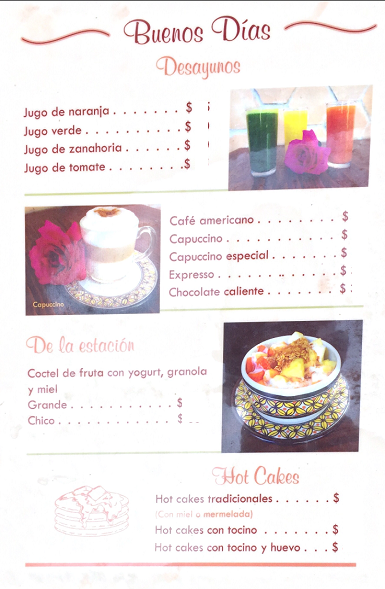 Buenos Días
Desayunos
Jugo de naranja . . . . . . . $
Jugo verde . . . . . . . . . . . $
Jugo de zanahoria . . . . . . $
Jugo de tomate . . . . . . . .$
Café americano . . . . . . . . . $
Capuccino . . . . . . . . . . . . . $
Capuccino especial . . . . . . . $
Expresso . . . . . . . . . . . . . . $
Chocolate caliente . . . . . . . . $
Capuccino
De la estación
Coctel de fruta con yogurt, granola
y miel
Grande . . . . . . . . . . . . $
Chico . . . . . . . . . . . . . $
Hot Cakes
Hot cakes tradicionales . . . . . . $
(Con miel o mermelada)
Hot cakes con tocino . . . . . . . $
Hot cakes con tocino y huevo . . . $